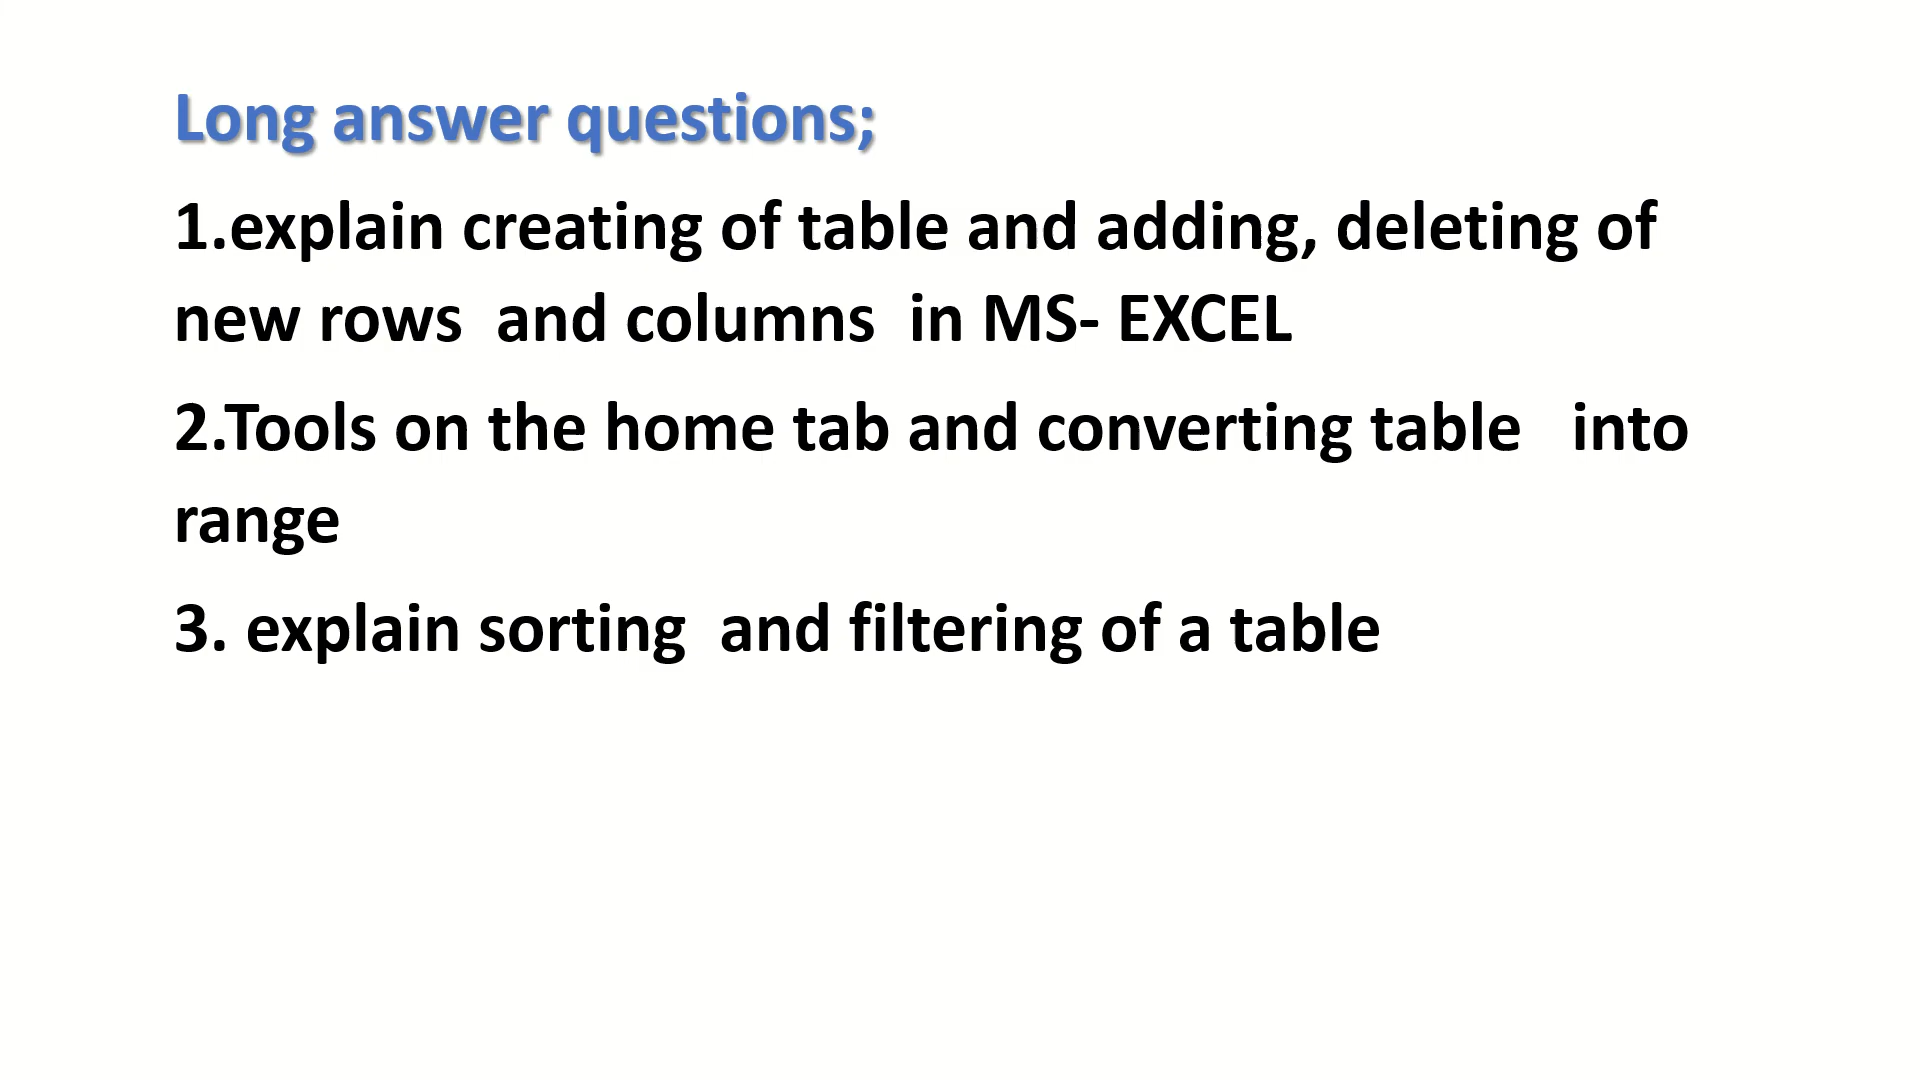 Long answer questions;
1.explain creating of table and adding, deleting of
new rows  and columns  in MS- EXCEL
2.Tools on the home tab and converting table   into
range
3. explain sorting  and filtering of a table